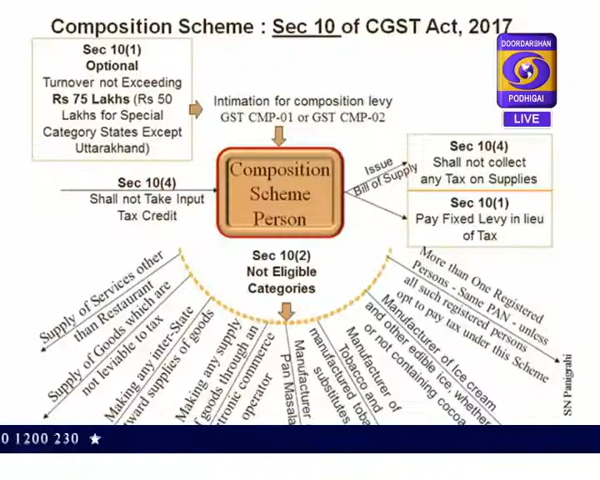 Composition Scheme : Sec 10 of CGST Act, 2017
DOORDARSHAN
PODHIGAI
LIVE
Sec 10(1)
Optional
Turnover not Exceeding
Rs 75 Lakhs (Rs 50
Lakhs for Special
Category States Except
Uttarakhand)
Intimation for composition levy
GST CMP-01 or GST CMP-02
Composition
Scheme
Person
Issue
Bill of Supply
Sec 10(4)
Shall not collect
any Tax on Supplies
Sec 10(1)
Pay Fixed Levy in lieu
of Tax
Sec 10(4)
Shall not Take Input
Tax Credit
Sec 10(2)
Not Eligible
Categories
Supply of Services other
than Restaurant
Supply of Goods which are
not leviable to tax
Making any inter-State
ward supplies of goods
Making any supply
of goods through an
tronic commerce
operator
Manufacturer
Pan Masala
Manufacturer of
Tobacco and
manufactured toba
substitutes
Manufacturer of Ice cream
and other edible ice, whether
or not containing cocoa
More than One Registered
Persons - Same PAN - unless
all such registered persons
opt to pay tax under this Scheme
SN Panigrahi
0 1200 230 ★